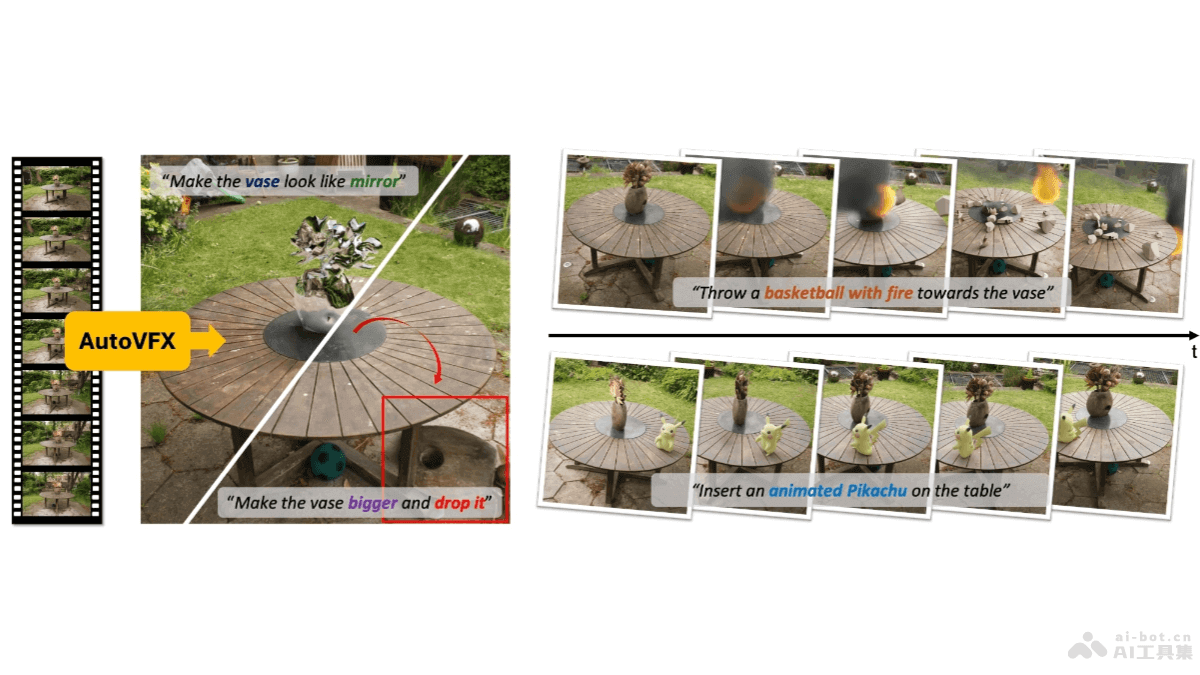 AutoVFX
“Make the vase look like mirror”
“Make the vase bigger and drop it”
“Throw a basketball with fire towards the vase”
t
“Insert an animated Pikachu on the table”
ai-bot.cn
AI工具集